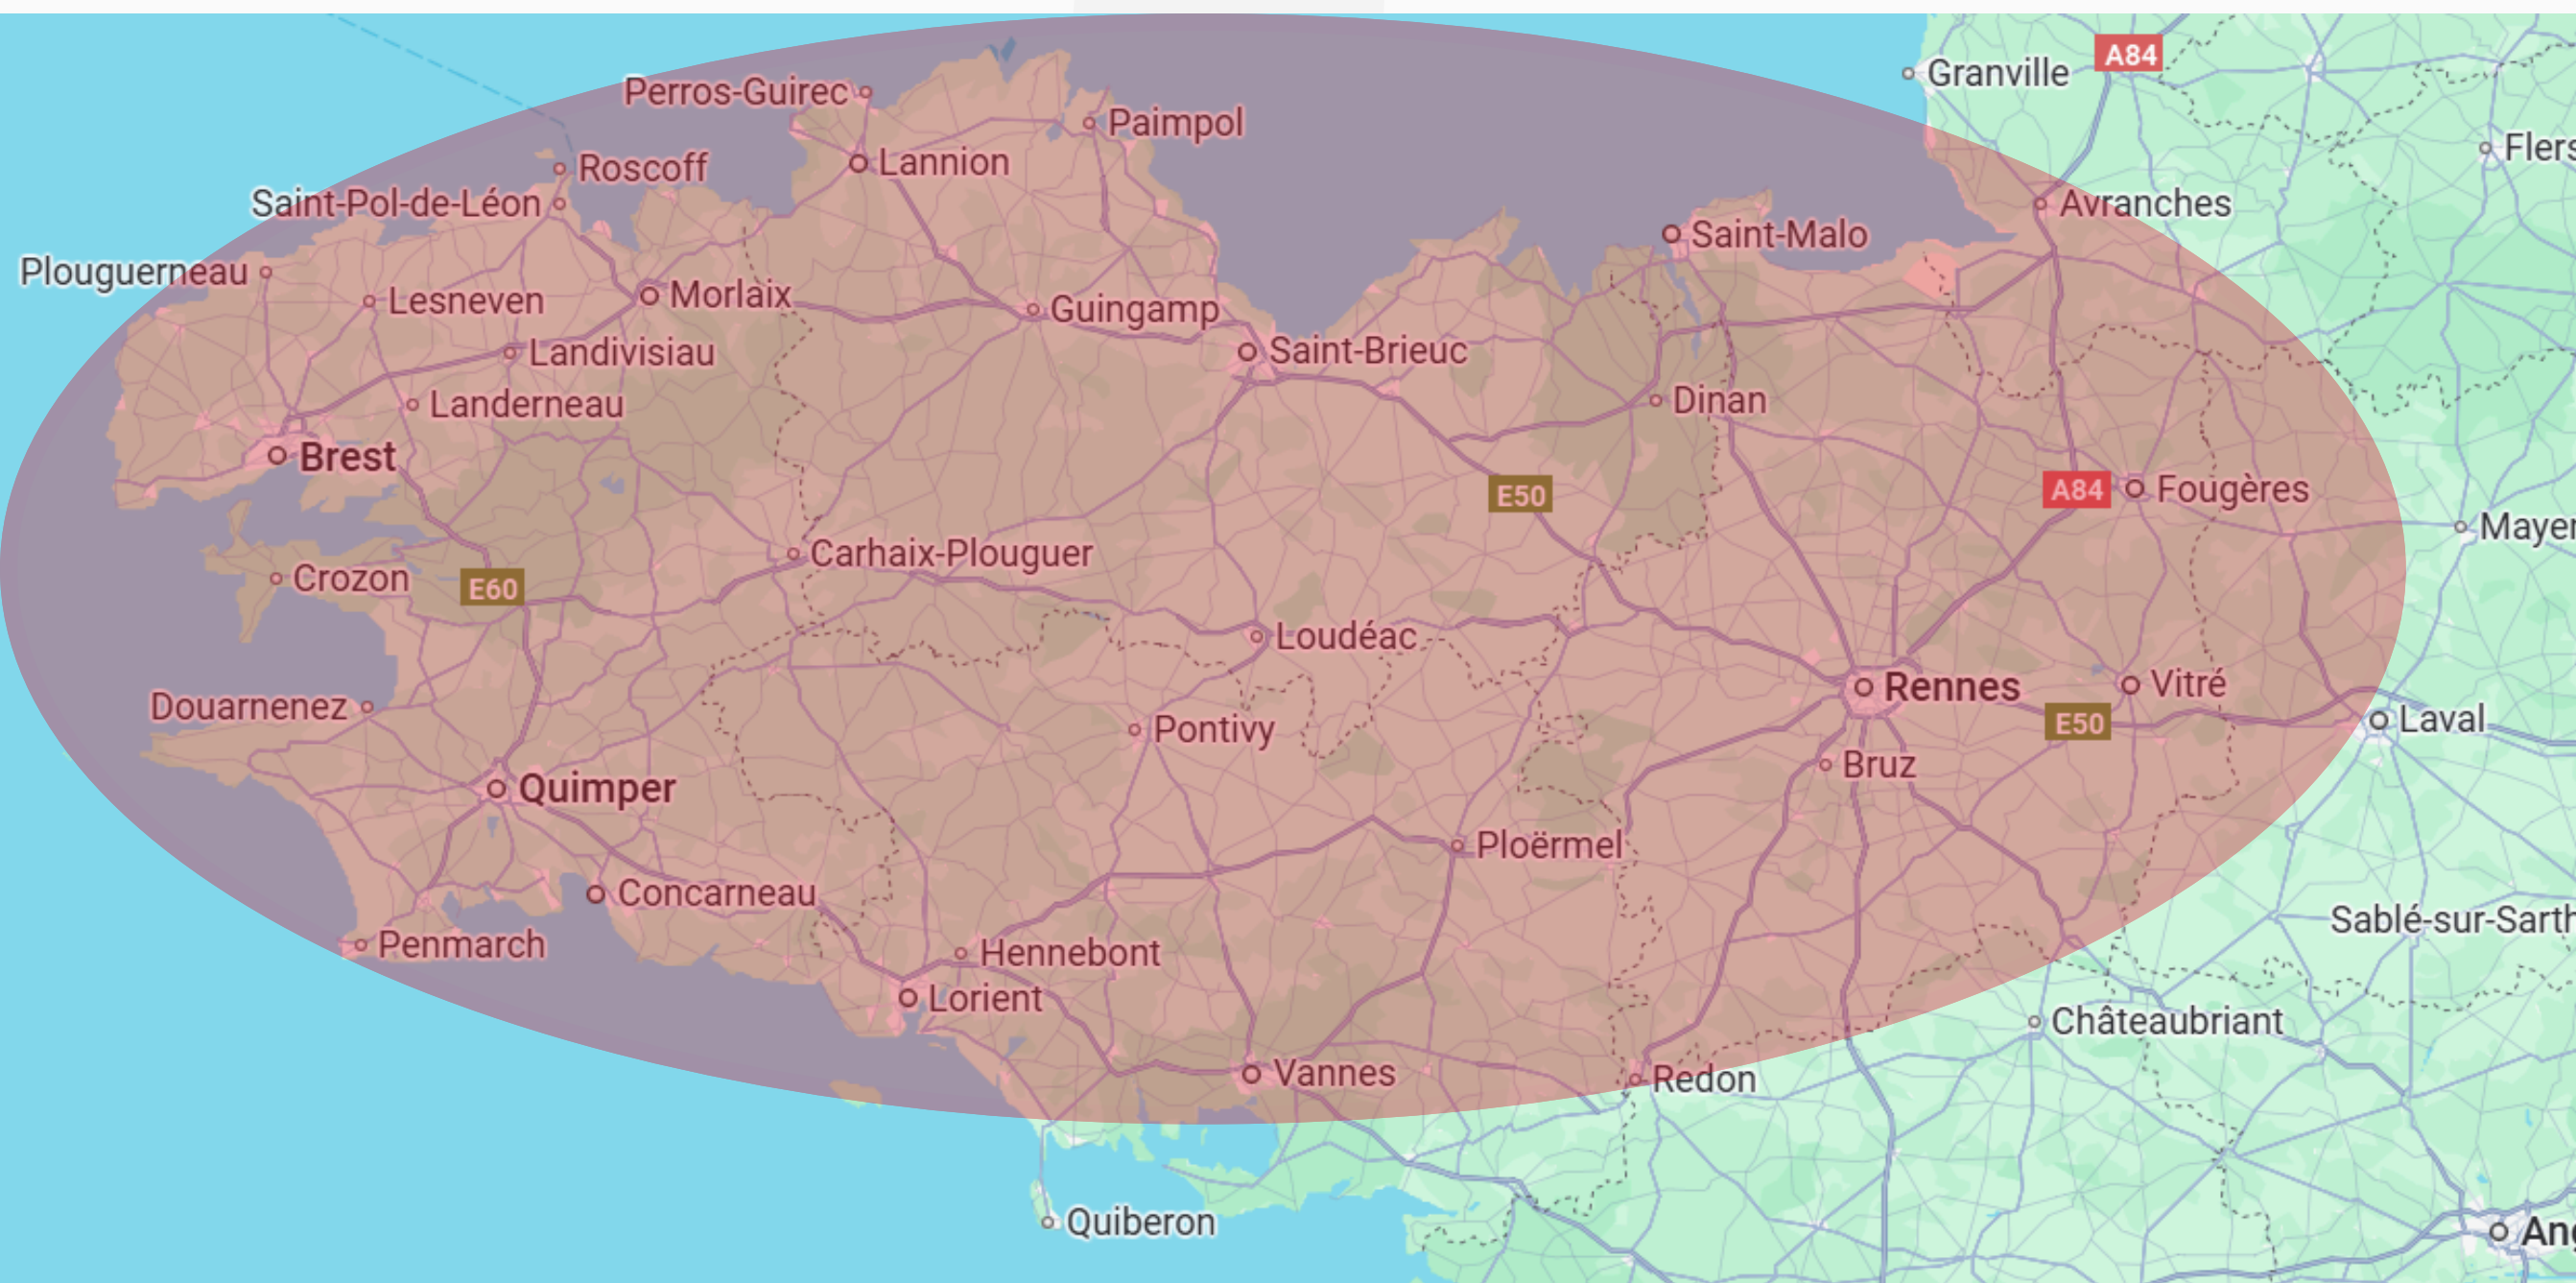 A84
Granville
Perros-Guirec
Paimpol
Flers
Lannion
Roscoff
Saint-Pol-de-Léon
Avranches
Saint-Malo
Plouguerneau
Lesneven
Morlaix
Guingamp
Landivisiau
Saint-Brieuc
Landerneau
Dinan
Brest
E50
A84
Fougères
Mayen
Carhaix-Plouguer
Crozon
E60
Loudéac
Rennes
Vitré
Douarnenez
Pontivy
E50
Laval
Bruz
Quimper
Ploërmel
Concarneau
Sablé-sur-Sarth
Penmarch
Hennebont
Lorient
Châteaubriant
Vannes
Redon
Quiberon
Ang